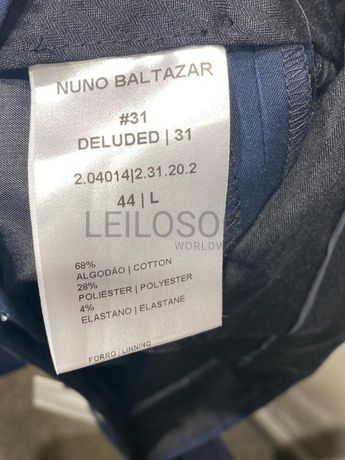 NUNO BALTAZAR
#31
DELUDED | 31
2.04014|2.31.20.2
44 | L
LEILOSO
WORLDW
68%
ALGODÃO | COTTON
28%
POLIESTER | POLYESTER
4%
ELASTANO | ELASTANE
FORRO | LINNING